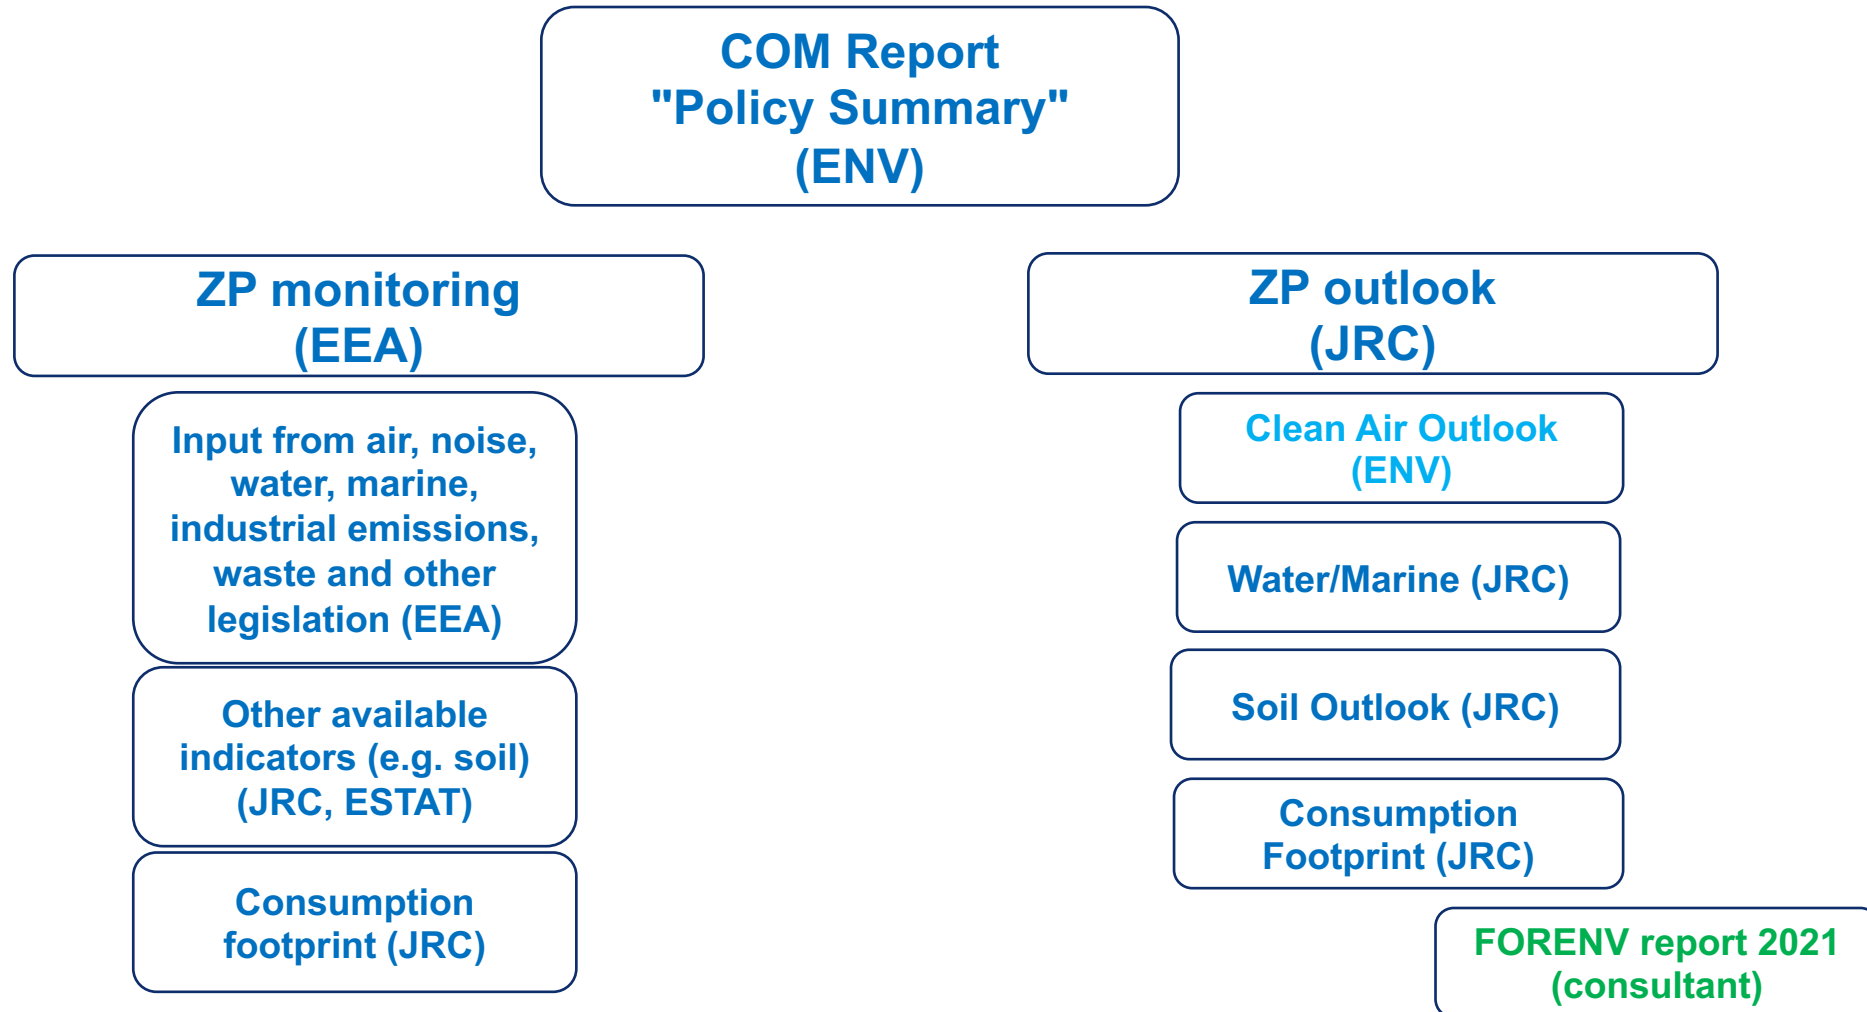 COM Report
"Policy Summary"
(ENV)
ZP monitoring
(EEA)
Input from air, noise,
water, marine,
industrial emissions,
waste and other
legislation (EEA)
Other available
indicators (e.g. soil)
(JRC, ESTAT)
Consumption
footprint (JRC)
ZP outlook
(JRC)
Clean Air Outlook
(ENV)
Water/Marine (JRC)
Soil Outlook (JRC)
Consumption
Footprint (JRC)
FORENV report 2021
(consultant)